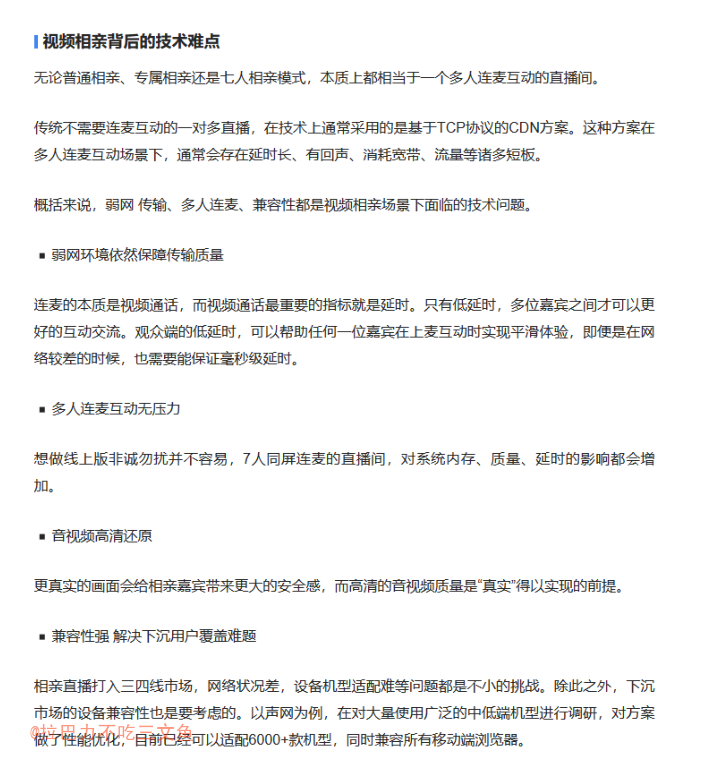 视频相亲背后的技术难点
无论普通相亲、专属相亲还是七人相亲模式，本质上都相当于一个多人连麦互动的直播间。
传统不需要连麦互动的一对多直播，在技术上通常采用的是基于TCP协议的CDN方案。这种方案在
多人连麦互动场景下，通常会存在延时长、有回声、消耗宽带、流量等诸多短板。
概括来说，弱网 传输、多人连麦、兼容性都是视频相亲场景下面临的技术问题。
▪ 弱网环境依然保障传输质量
连麦的本质是视频通话，而视频通话最重要的指标就是延时。只有低延时，多位嘉宾之间才可以更
好的互动交流。观众端的低延时，可以帮助任何一位嘉宾在上麦互动时实现平滑体验，即便是在网
络较差的时候，也需要能保证毫秒级延时。
▪ 多人连麦互动无压力
想做线上版非诚勿扰并不容易，7人同屏连麦的直播间，对系统内存、质量、延时的影响都会增
加。
▪ 音视频高清还原
更真实的画面会给相亲嘉宾带来更大的安全感，而高清的音视频质量是“真实”得以实现的前提。
▪ 兼容性强 解决下沉用户覆盖难题
相亲直播打入三四线市场，网络状况差，设备机型适配难等问题都是不小的挑战。除此之外，下沉
市场的设备兼容性也是要考虑的。以声网为例，在对大量使用广泛的中低端机型进行调研，对方案
做了性能优化，目前已经可以适配6000+款机型，同时兼容所有移动端浏览器。
@拉巴力不吃三文鱼